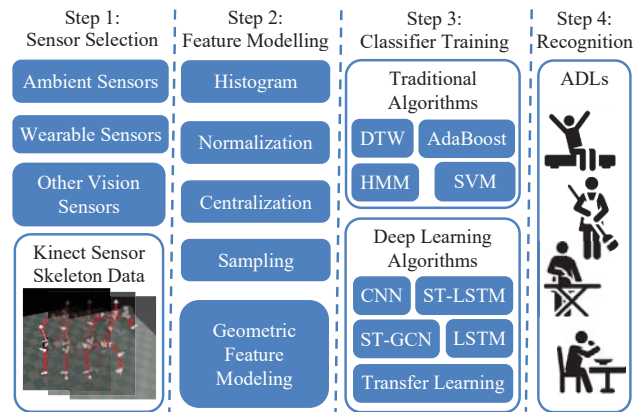 Step 1:
Sensor Selection
Ambient Sensors
Wearable Sensors
Other Vision
Sensors
Kinect Sensor
Skeleton Data
Step 2:
Feature Modelling
Histogram
Normalization
Centralization
Sampling
Geometric
Feature
Modeling
Step 3:
Classifier Training
Traditional
Algorithms
DTW
AdaBoost
HMM
SVM
Deep Learning
Algorithms
CNN
ST-LSTM
ST-GCN
LSTM
Transfer Learning
Step 4:
Recognition
ADLs